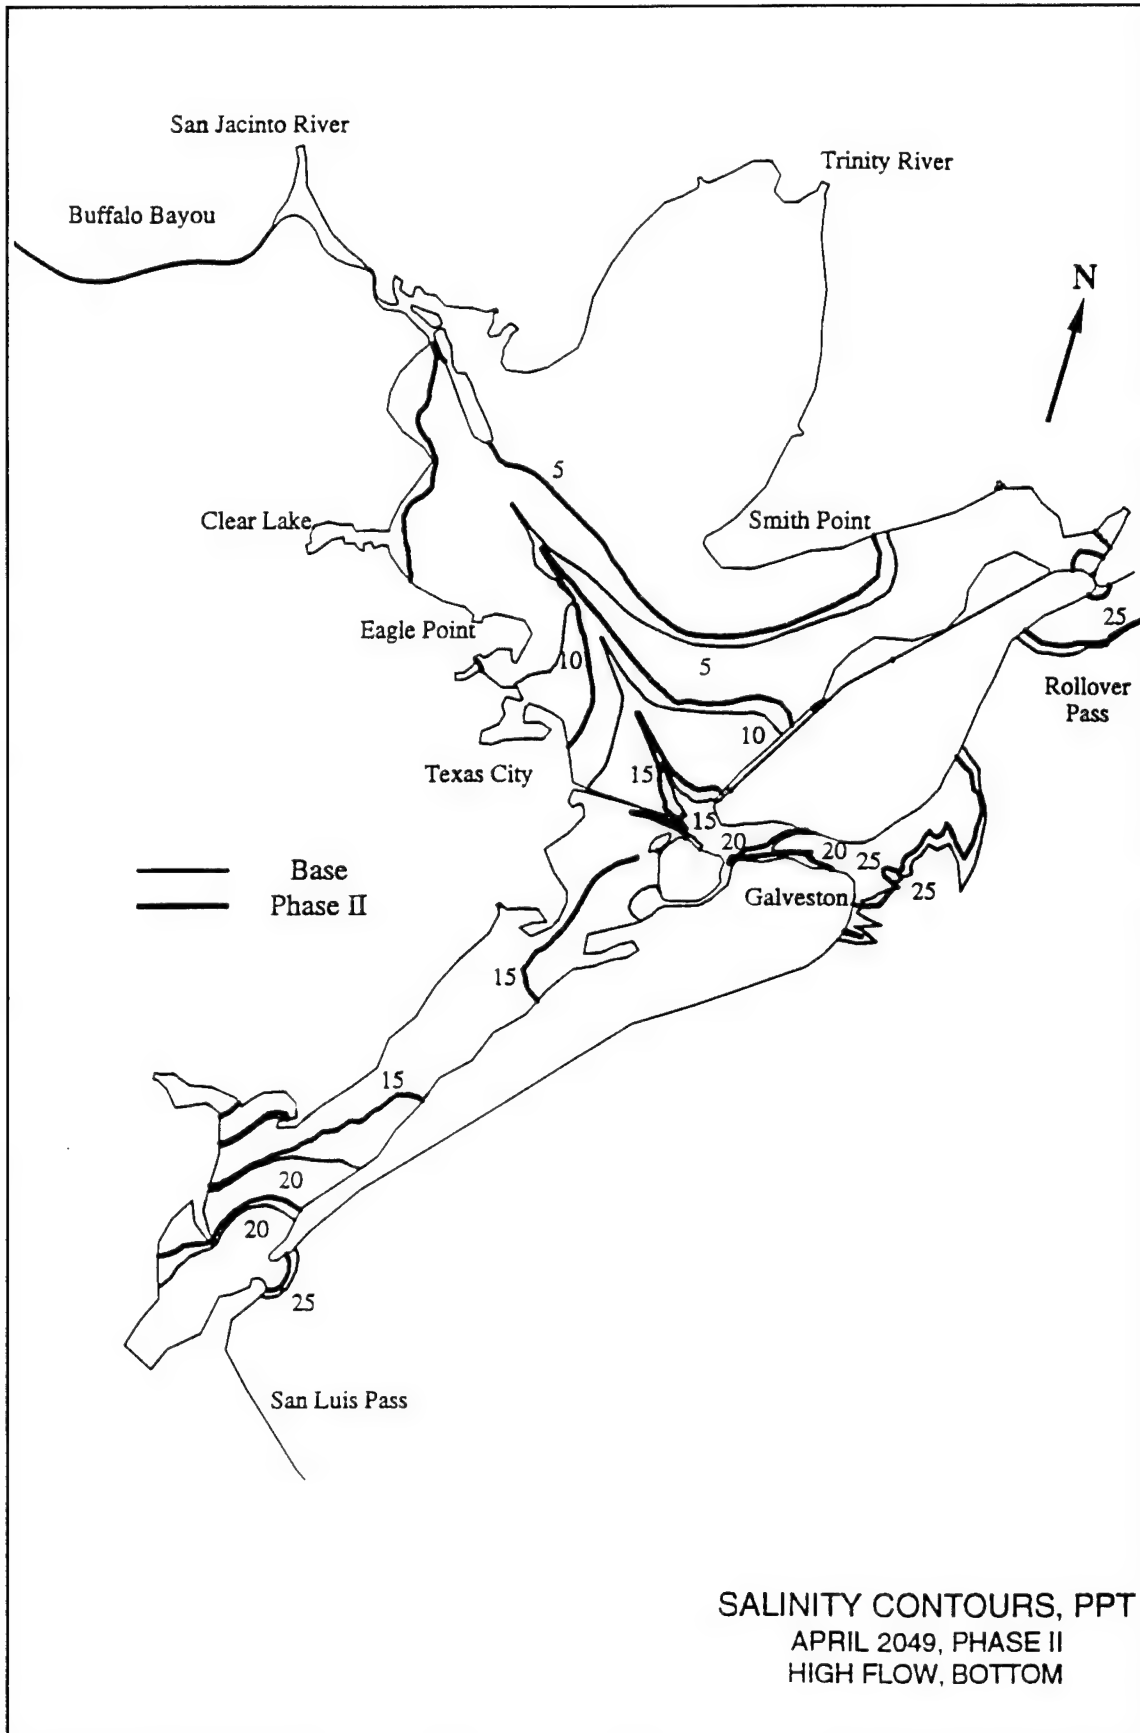 San Jacinto River
Trinity River
Buffalo Bayou
N
5
Clear Lake
Smith Point
25
Eagle Point
10
5
Rollover
Pass
10
Texas City
15
15
20
20
25
25
Base
Phase II
Galveston
15
15
20
20
25
San Luis Pass
SALINITY CONTOURS, PPT
APRIL 2049, PHASE II
HIGH FLOW, BOTTOM